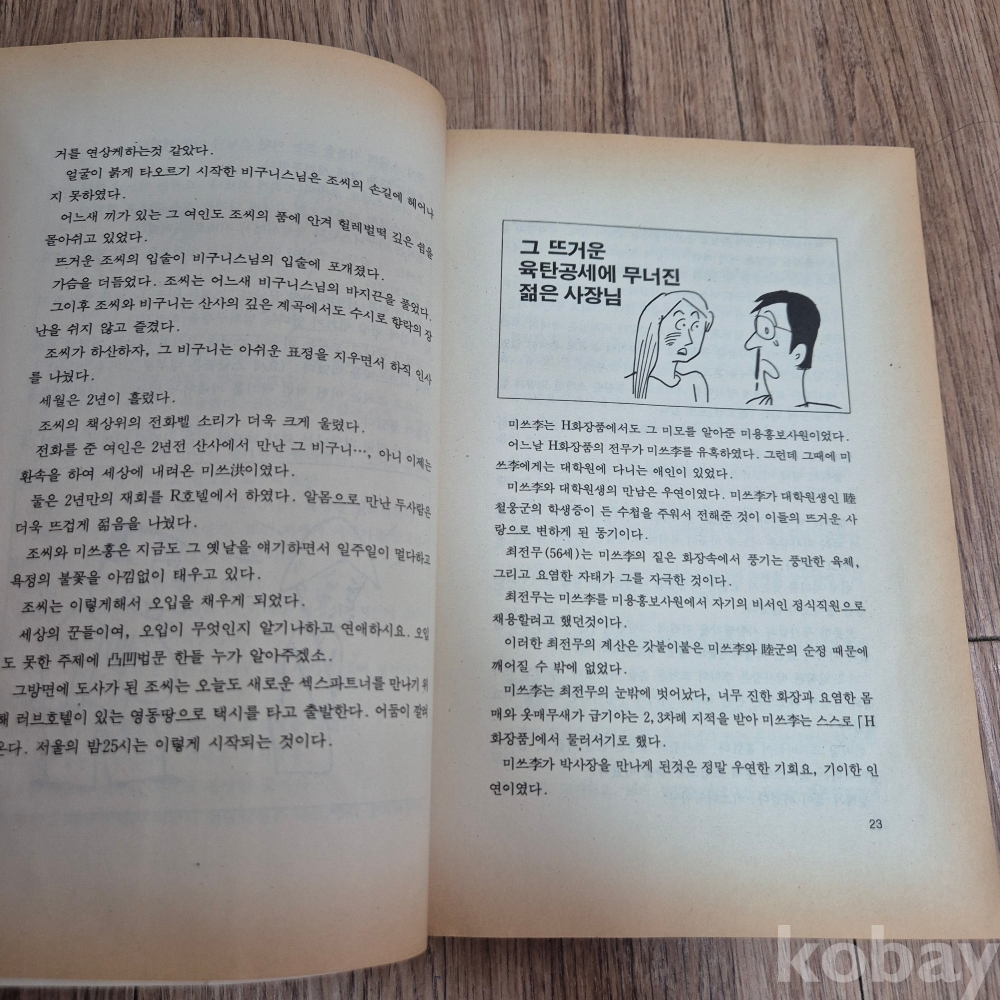 거를 연상케하는것 같았다.
얼굴이 붉게 타오르기 시작한 비구니스님은 조씨의 손길에 헤어나
지 못하였다.
어느새 끼가 있는 그 여인도 조씨의 품에 안겨 헐레벌떡 깊은 쉼을
몰아쉬고 있었다.
뜨거운 조씨의 입술이 비구니스님의 입술에 포개졌다.
가슴을 더듬었다. 조씨는 어느새 비구니스님의 바지끈을 풀었다.
그이후 조씨와 비구니는 산사의 깊은 계곡에서도 수시로 향락의 장
난을 쉬지 않고 즐겼다.
조씨가 하산하자, 그 비구니는 아쉬운 표정을 지우면서 하직 인사
를 나눴다.
세월은 2년이 흘렀다.
조씨의 책상위의 전화벨 소리가 더욱 크게 울렸다.
전화를 준 여인은 2년전 산사에서 만난 그 비구니…, 아니 이제는
환속을 하여 세상에 내려온 미쓰洪이였다.
둘은 2년만의 재회를 R호텔에서 하였다. 알몸으로 만난 두사람은
더욱 뜨겁게 젊음을 나눴다.
조씨와 미쓰홍은 지금도 그 옛날을 얘기하면서 일주일이 멀다하고
욕정의 불꽃을 아낌없이 태우고 있다.
조씨는 이렇게해서 오입을 채우게 되었다.
세상의 꾼들이여, 오입이 무엇인지 알기나하고 연애하시요. 오입
도 못한 주제에 凸凹법문 한들 누가 알아주겠소.
그방면에 도사가 된 조씨는 오늘도 새로운 섹스파트너를 만나기 위
해 러브호텔이 있는 영동땅으로 택시를 타고 출발한다. 어둠이 깔려
온다. 서울의 밤25시는 이렇게 시작되는 것이다.
그 뜨거운
육탄공세에 무너진
젊은 사장님
미쓰李는 H화장품에서도 그 미모를 알아준 미용홍보사원이었다.
어느날 H화장품의 전무가 미쓰李를 유혹하였다. 그런데 그때에 미
쓰李에게는 대학원에 다니는 애인이 있었다.
미쓰李와 대학원생의 만남은 우연이였다. 미쓰李가 대학원생인 睦
철웅군의 학생증이 든 수첩을 주워서 전해준 것이 이들의 뜨거운 사
랑으로 변하게 된 동기이다.
최전무(56세)는 미쓰李의 짙은 화장속에서 풍기는 풍만한 육체,
그리고 요염한 자태가 그를 자극한 것이다.
최전무는 미쓰李를 미용홍보사원에서 자기의 비서인 정식직원으로
채용할려고 했던것이다.
이러한 최전무의 계산은 갓불이붙은 미쓰李와 睦군의 순정 때문에
깨어질 수 밖에 없었다.
미쓰李는 최전무의 눈밖에 벗어났다, 너무 진한 화장과 요염한 몸
매와 옷매무새가 급기야는 2, 3차례 지적을 받아 미쓰李는 스스로 「H
화장품」에서 물러서기로 했다.
미쓰李가 박사장을 만나게 된것은 정말 우연한 기회요, 기이한 인
연이였다.
23
kobay